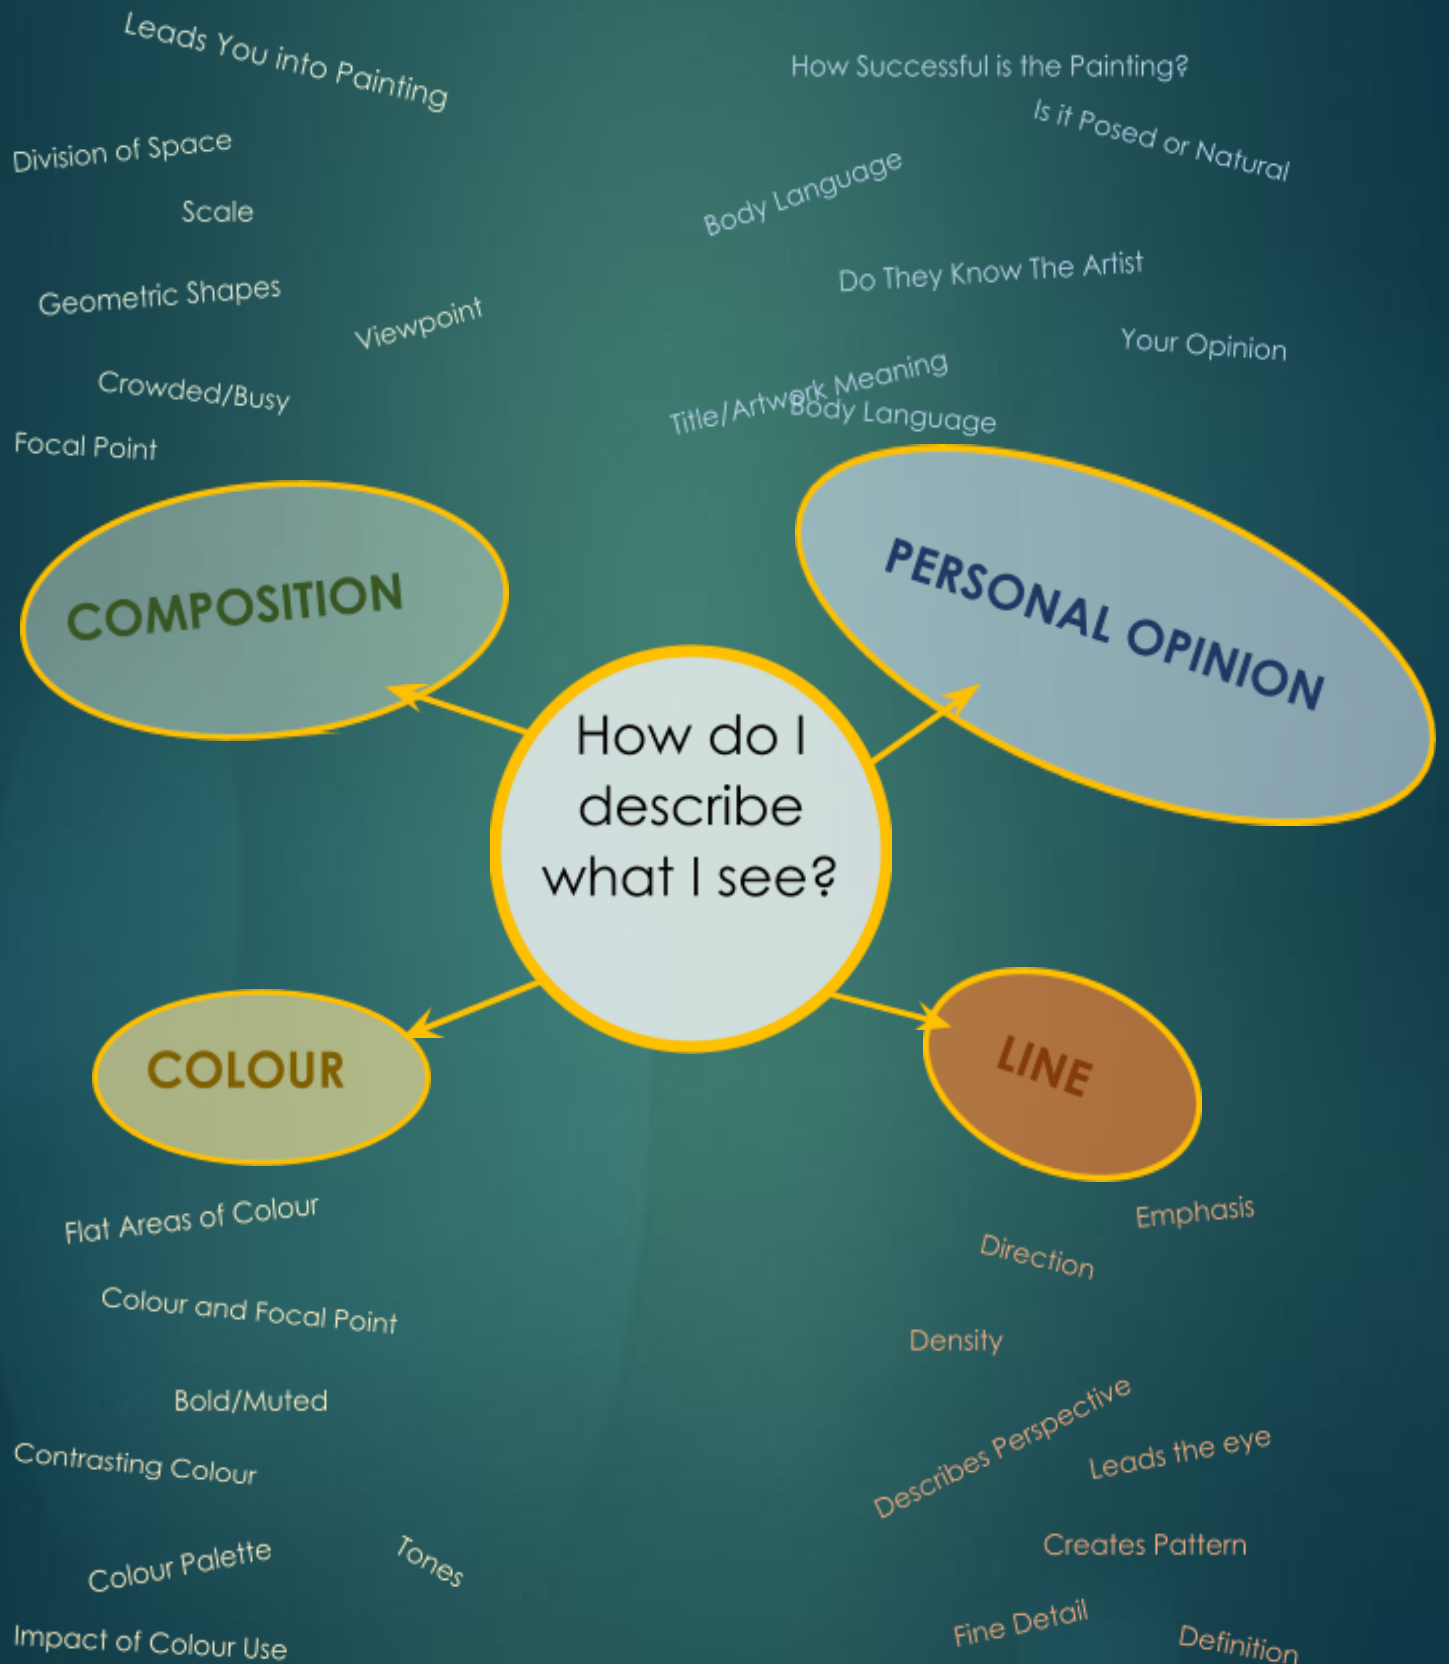 Leads You into Painting
Division of Space
Scale
Geometric Shapes
Viewpoint
Crowded/Busy
Focal Point
COMPOSITION
How Successful is the Painting?
Is it Posed or Natural
Body Language
Do They Know The Artist
Your Opinion
Title/Artwork Meaning
Body Language
PERSONAL OPINION
How do I
describe
what I see?
COLOUR
Flat Areas of Colour
Colour and Focal Point
Bold/Muted
Contrasting Colour
Colour Palette
Tones
Impact of Colour Use
LINE
Emphasis
Direction
Density
Describes Perspective
Leads the eye
Creates Pattern
Fine Detail
Definition